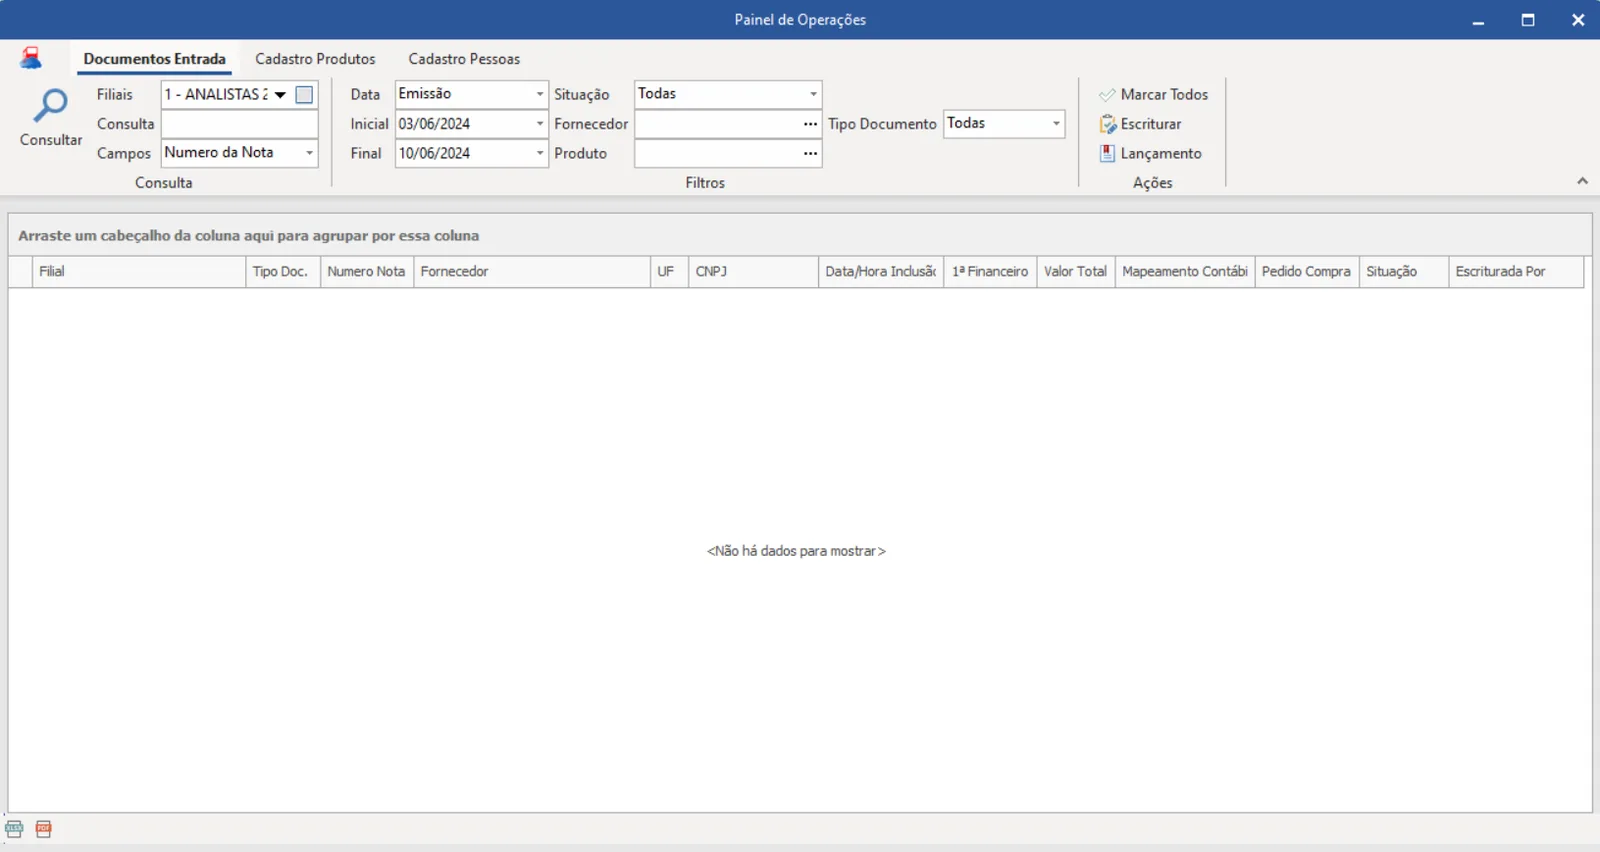 Painel de Operações
Documentos Entrada Cadastro Produtos Cadastro Pessoas
Consultar
Filiais 1 - ANALISTAS 2
Consulta
Campos Numero da Nota
Consulta
Data Emissão Situação Todas
Inicial 03/06/2024 Fornecedor ... Tipo Documento Todas
Final 10/06/2024 Produto ...
Filtros
Marcar Todos
Escriturar
Lançamento
Ações
Arraste um cabeçalho da coluna aqui para agrupar por essa coluna
Filial Tipo Doc. Numero Nota Fornecedor UF CNPJ Data/Hora Inclusão 1ª Financeiro Valor Total Mapeamento Contábi Pedido Compra Situação Escriturada Por
<Não há dados para mostrar>
XLSX PDF